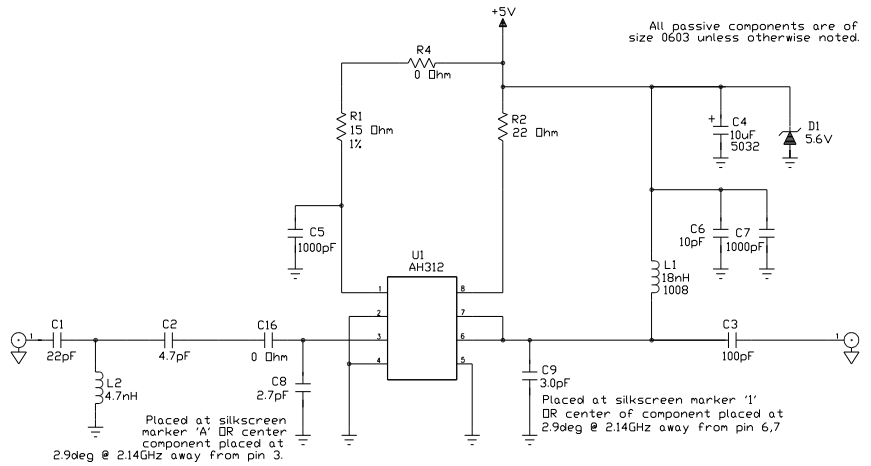 +5V
All passive components are of
size 0603 unless otherwise noted.
R4
0 Ohm
R1
15 Ohm
1%
R2
22 Ohm
+
C4
10uF
5032
D1
5.6V
C5
1000pF
C6
10pF
C7
1000pF
U1
AH312
L1
18nH
1008
1
8
2
7
3
6
4
5
1
C1
22pF
C2
4.7pF
C16
0 Ohm
C3
100pF
1
L2
4.7nH
C8
2.7pF
C9
3.0pF
Placed at silkscreen
marker 'A' OR center
component placed at
2.9deg @ 2.14GHz away from pin 3.
Placed at silkscreen marker '1'
OR center of component placed at
2.9deg @ 2.14GHz away from pin 6,7